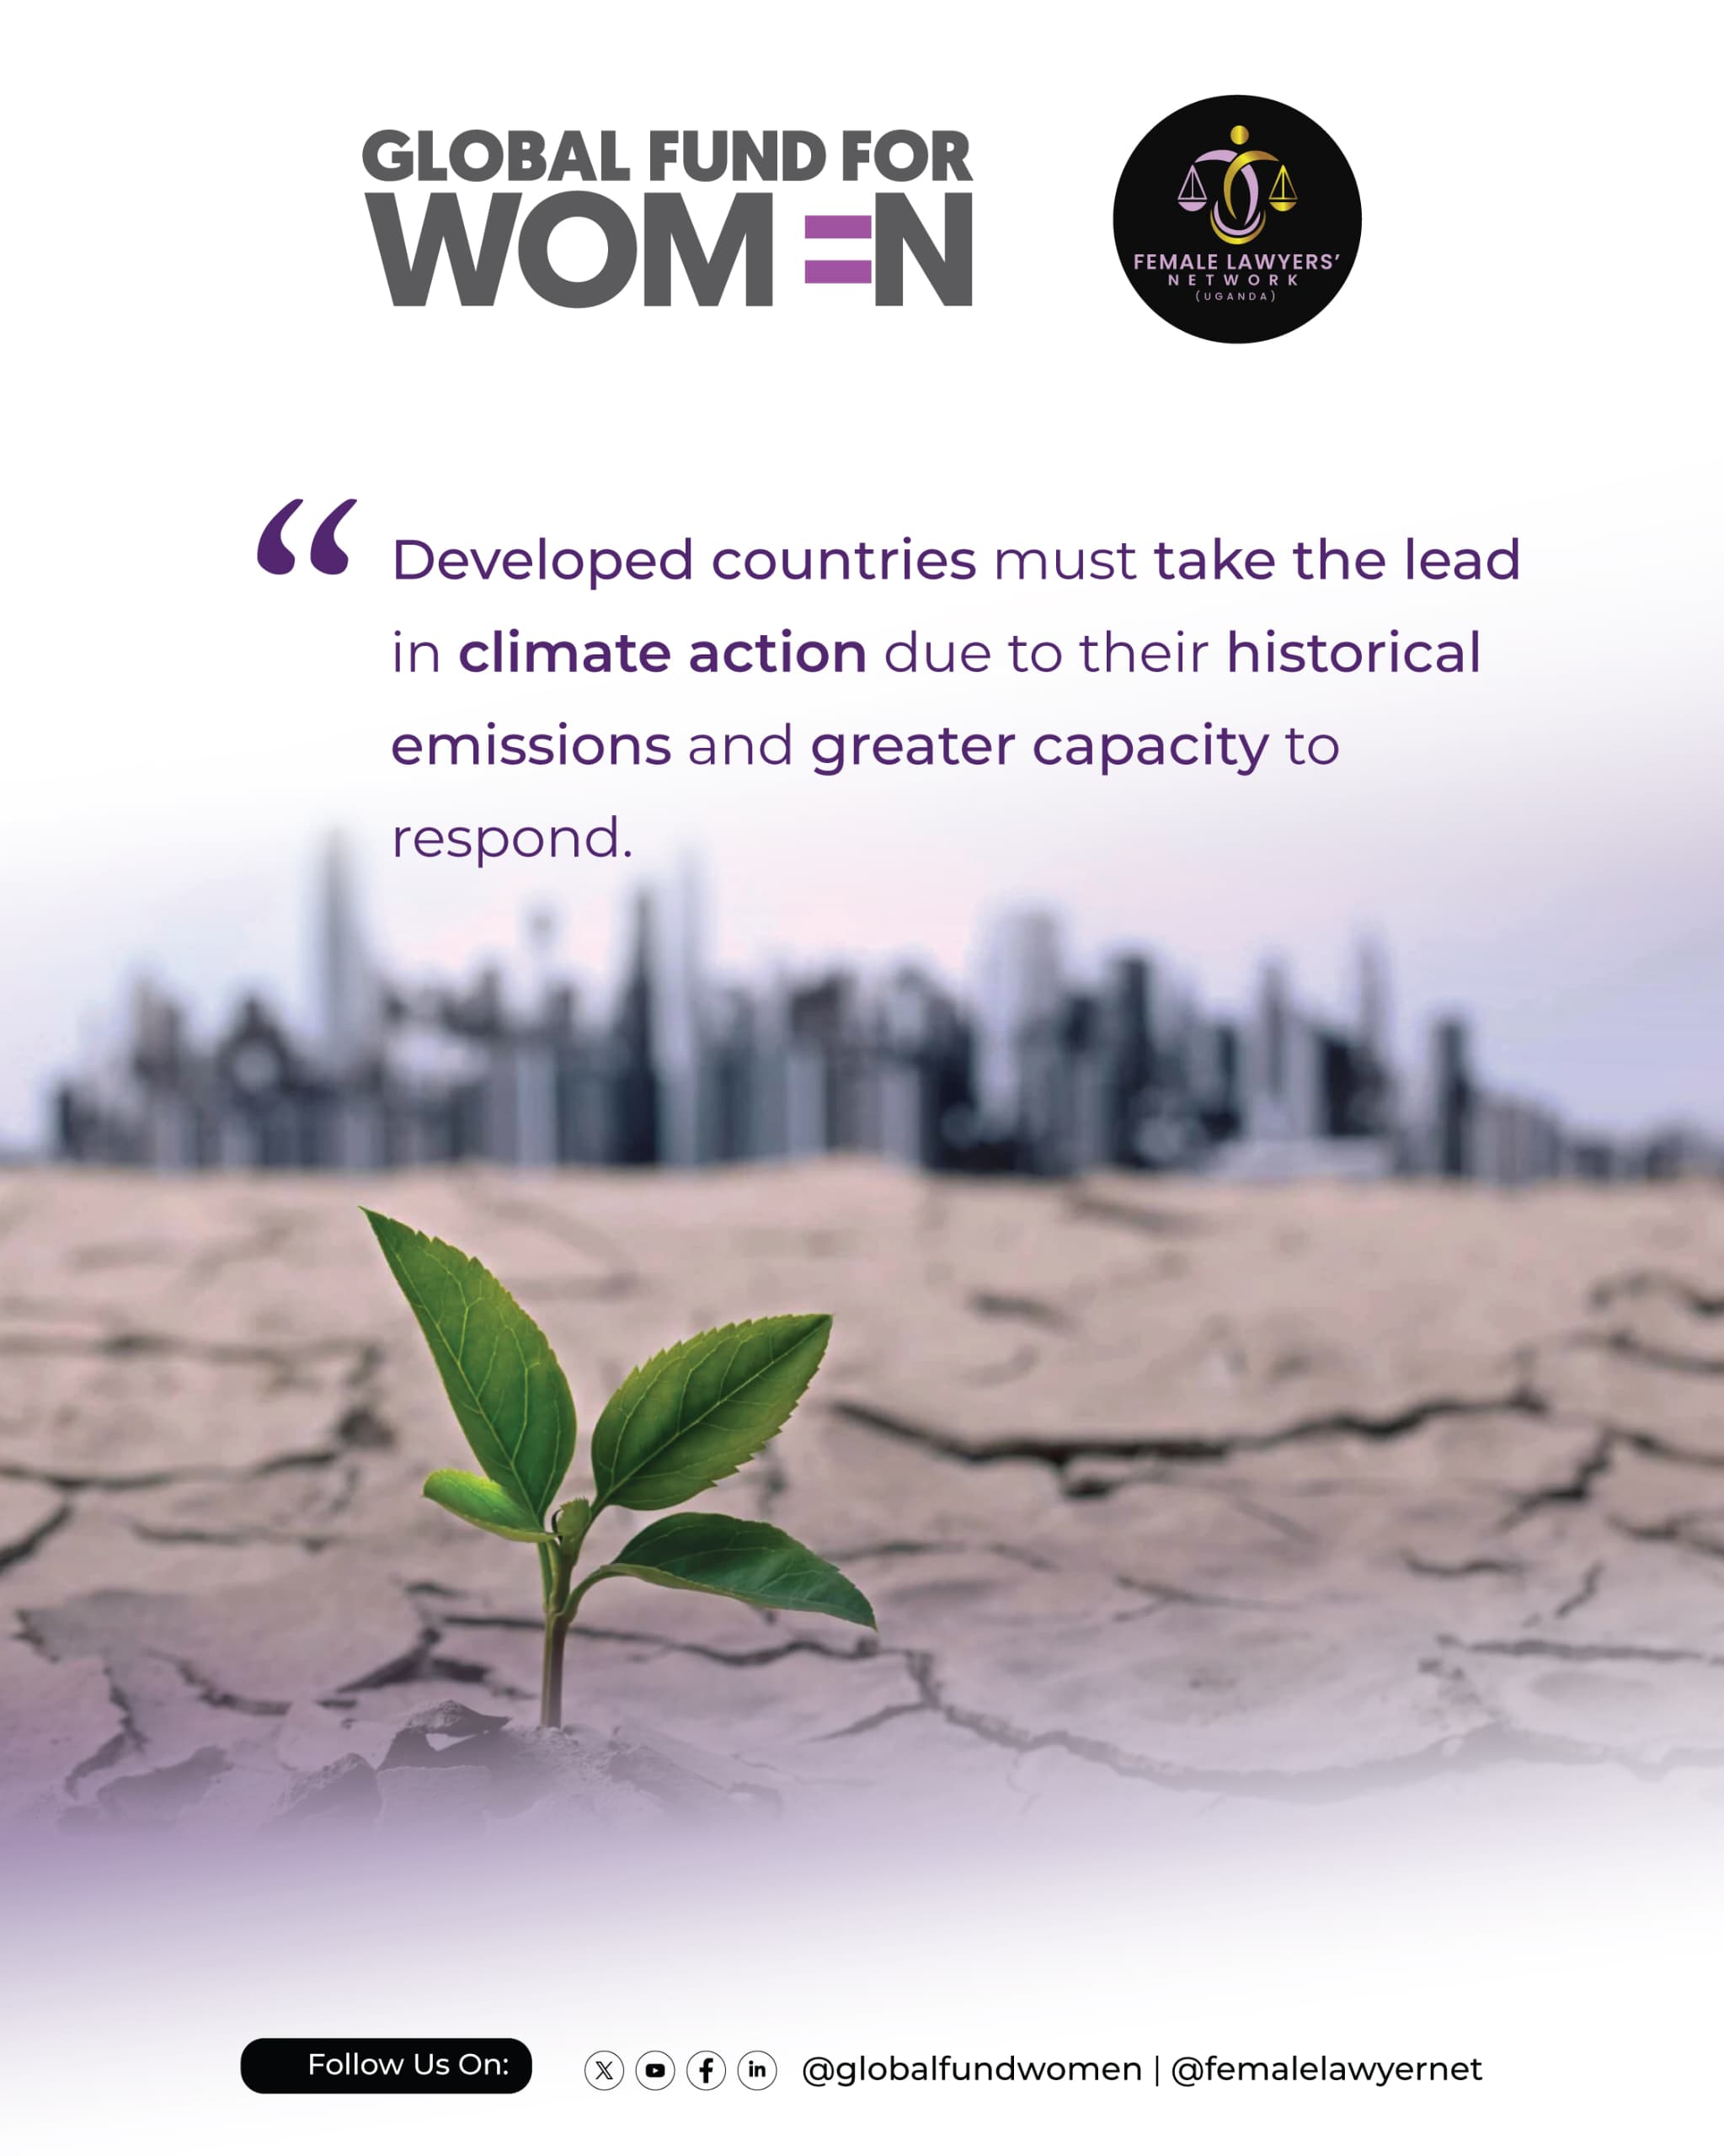 GLOBAL FUND FOR
WOMEN
FEMALE LAWYERS'
NETWORK
(UGANDA)
“ Developed countries must take the lead
in climate action due to their historical
emissions and greater capacity to
respond.
Follow Us On:
@globalfundwomen | @femalelawyernet